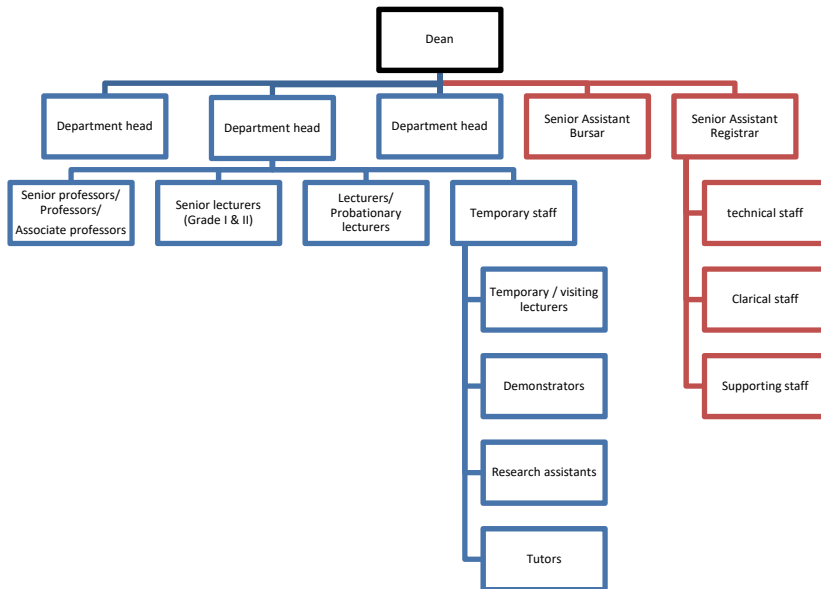 Dean
Department head
Department head
Department head
Senior Assistant
Bursar
Senior Assistant
Registrar
Senior professors/
Professors/
Associate professors
Senior lecturers
(Grade I & II)
Lecturers/
Probationary
lecturers
Temporary staff
technical staff
Temporary / visiting
lecturers
Clarical staff
Demonstrators
Supporting staff
Research assistants
Tutors